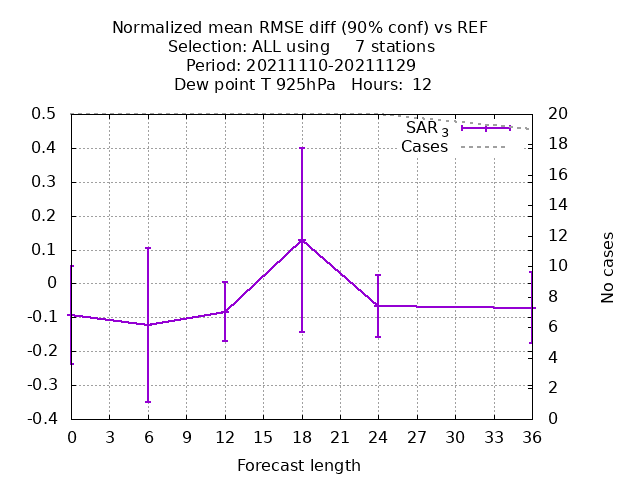 Normalized mean RMSE diff (90% conf) vs REF
Selection: ALL using     7 stations
Period: 20211110-20211129
Dew point T 925hPa   Hours:  12
0.5
0.4
0.3
0.2
0.1
0
-0.1
-0.2
-0.3
-0.4
SAR 3
Cases
20
18
16
14
12
10
8
6
4
2
0
No cases
0 3 6 9 12 15 18 21 24 27 30 33 36
Forecast length